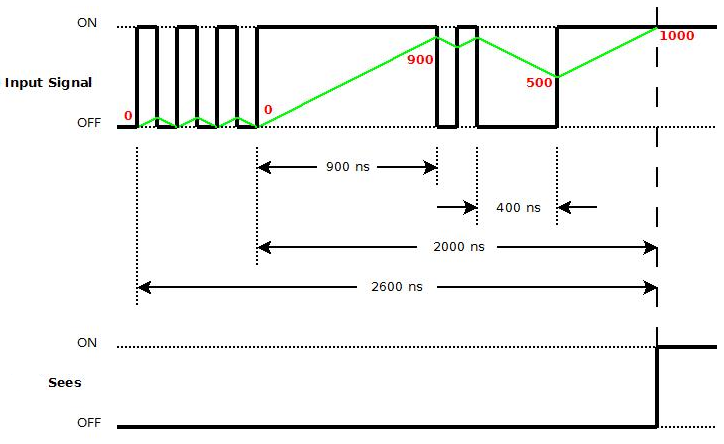 ON
1000
900
Input Signal
500
0
0
OFF
900 ns
400 ns
2000 ns
2600 ns
ON
Sees
OFF